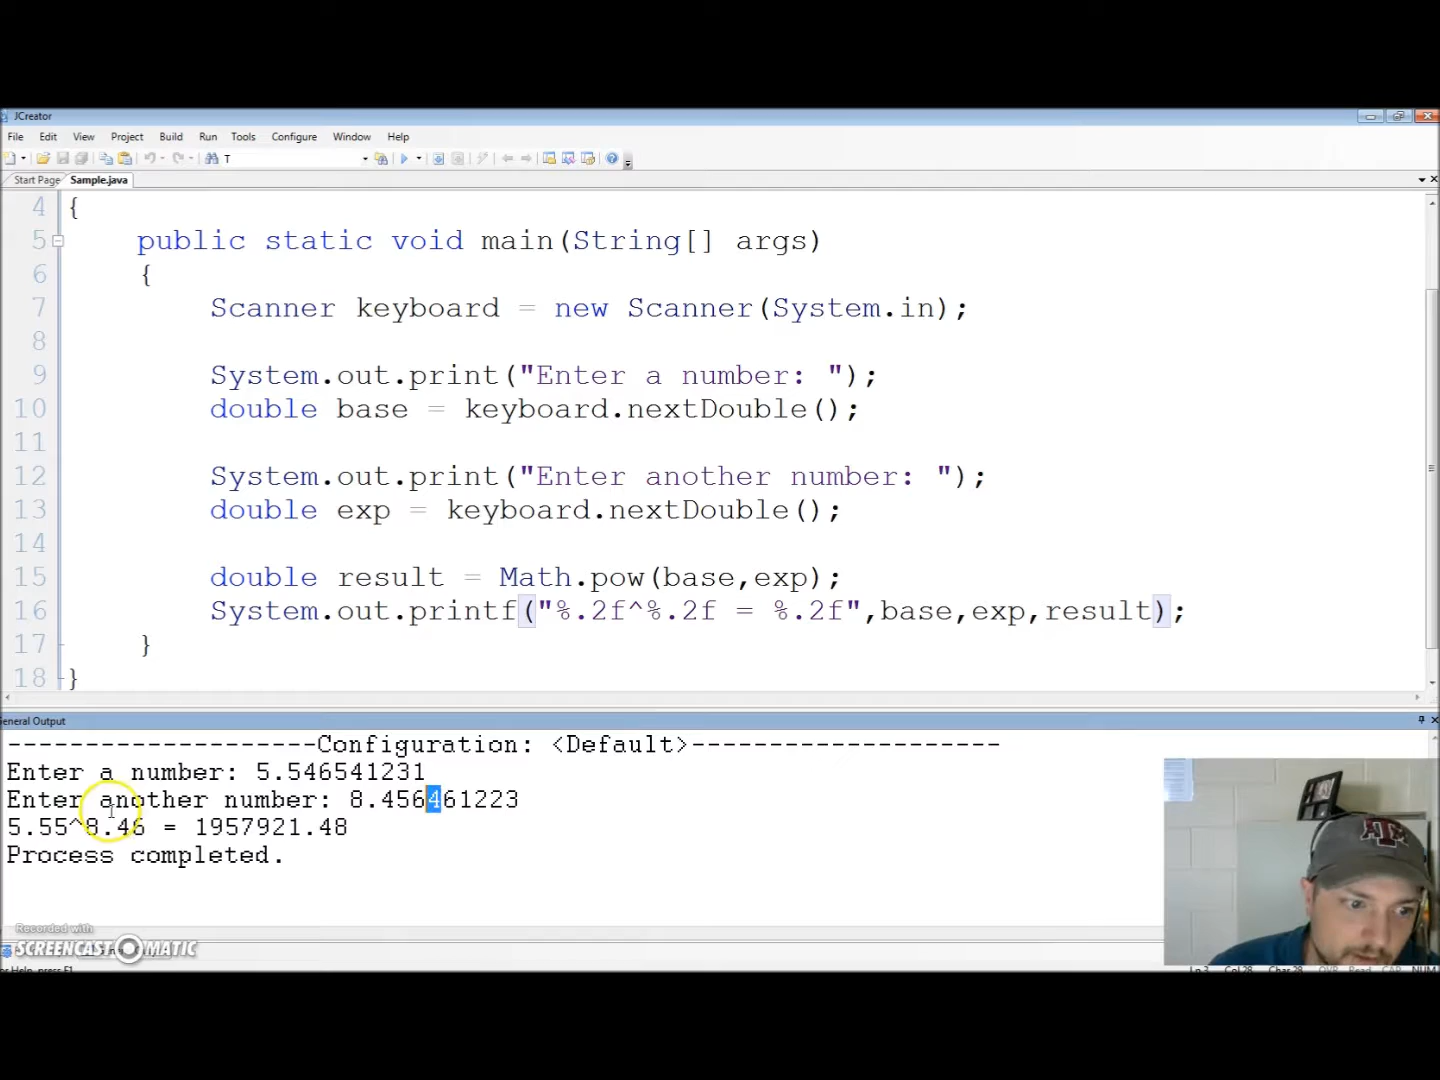 JCreator
File Edit View Project Build Run Tools Configure Window Help
T
Start Page Sample.java
4 {
5 public static void main(String[] args)
6 {
7 Scanner keyboard = new Scanner(System.in);
8
9 System.out.print("Enter a number: ");
10 double base = keyboard.nextDouble();
11
12 System.out.print("Enter another number: ");
13 double exp = keyboard.nextDouble();
14
15 double result = Math.pow(base,exp);
16 System.out.printf("%.2f^%.2f = %.2f",base,exp,result);
17 }
18 }
General Output
--------------------Configuration: <Default>--------------------
Enter a number: 5.546541231
Enter another number: 8.456461223
5.55^8.46 = 1957921.48
Process completed.
Recorded with
SCREENCAST-O-MATIC
ATM